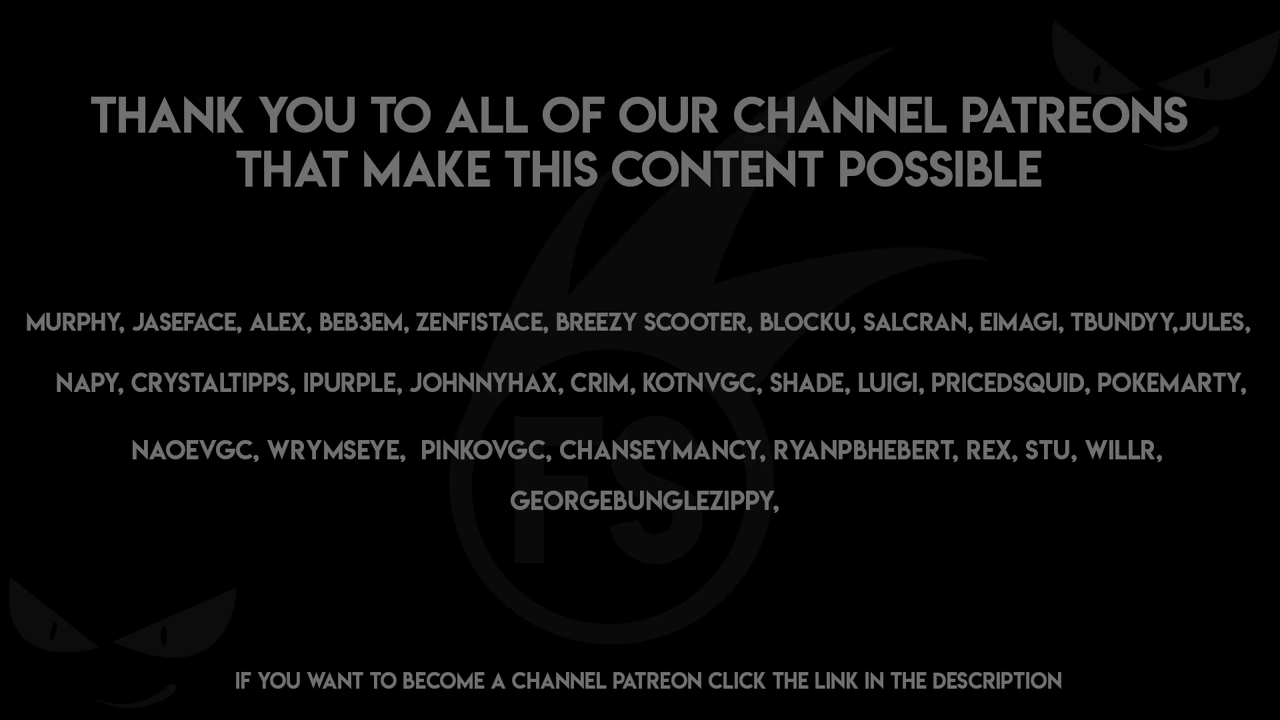 THANK YOU TO ALL OF OUR CHANNEL PATREONS
THAT MAKE THIS CONTENT POSSIBLE
MURPHY, JASEFACE, ALEX, BEB3EM, ZENFISTACE, BREEZY SCOOTER, BLOCKU, SALCRAN, EIMAGI, TBUNDYY,JULES,
NAPY, CRYSTALTIPPS, IPURPLE, JOHNNYHAX, CRIM, KOTNVGC, SHADE, LUIGI, PRICEDSQUID, POKEMARTY,
NAOEVGC, WRYMSEYE, PINKOVGC, CHANSEYMANCY, RYANPBHEBERT, REX, STU, WILLR,
GEORGEBUNGLEZIPPY,
FS
IF YOU WANT TO BECOME A CHANNEL PATREON CLICK THE LINK IN THE DESCRIPTION